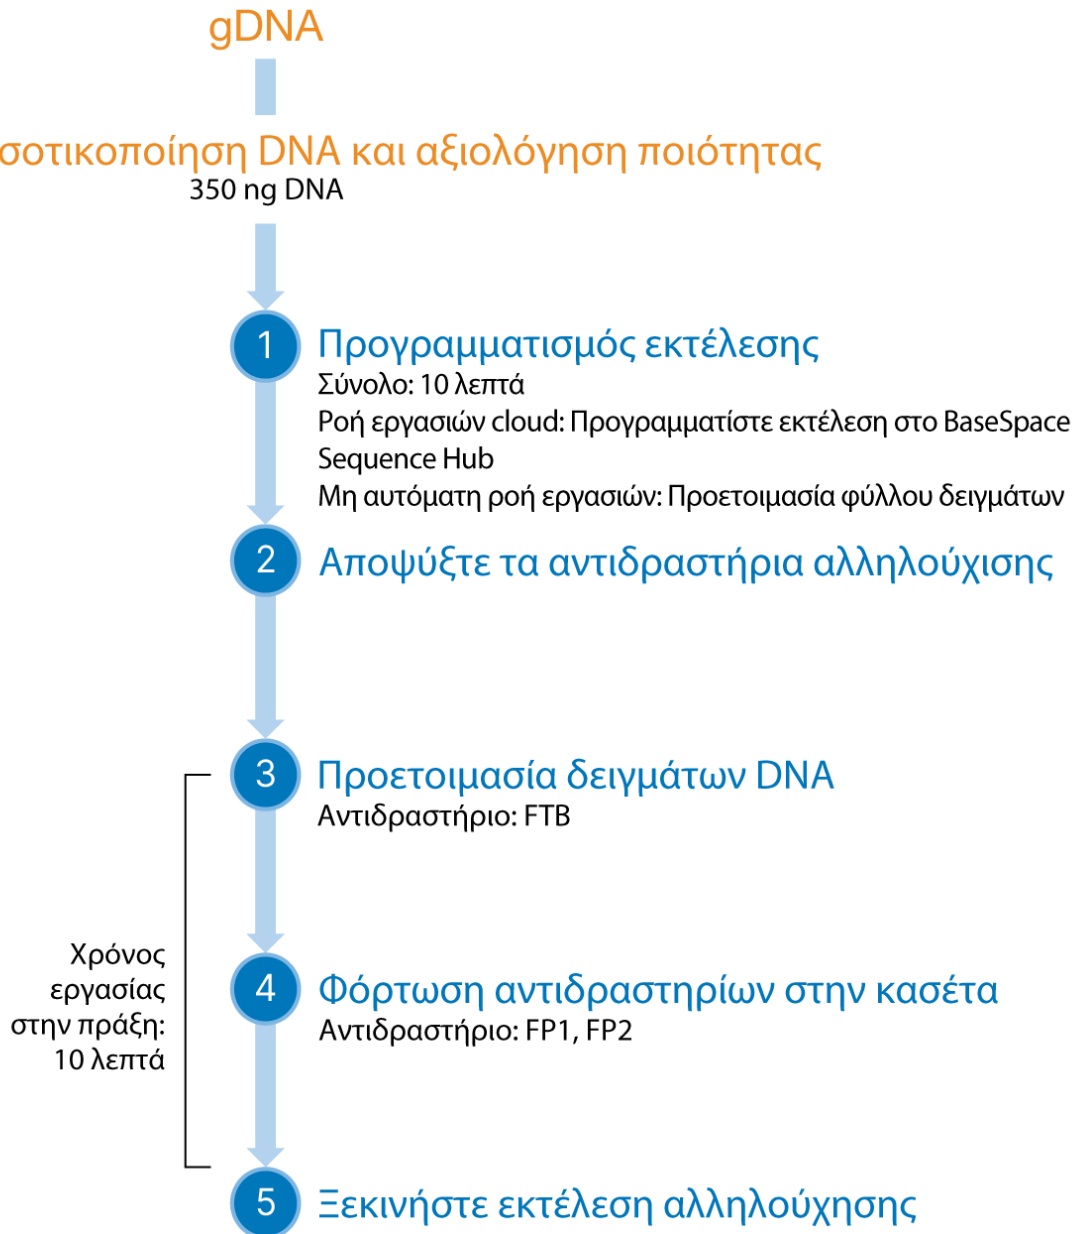 gDNA
σοτικοποίηση DNA και αξιολόγηση ποιότητας
350 ng DNA
1
Προγραμματισμός εκτέλεσης
Σύνολο: 10 λεπτά
Ροή εργασιών cloud: Προγραμματίστε εκτέλεση στο BaseSpace
Sequence Hub
Μη αυτόματη ροή εργασιών: Προετοιμασία φύλλου δειγμάτων
2
Αποψύξτε τα αντιδραστήρια αλληλούχισης
3
Προετοιμασία δειγμάτων DNA
Αντιδραστήριο: FTB
Χρόνος
εργασίας
στην πράξη:
10 λεπτά
4
Φόρτωση αντιδραστηρίων στην κασέτα
Αντιδραστήριο: FP1, FP2
5
Ξεκινήστε εκτέλεση αλληλούχησης